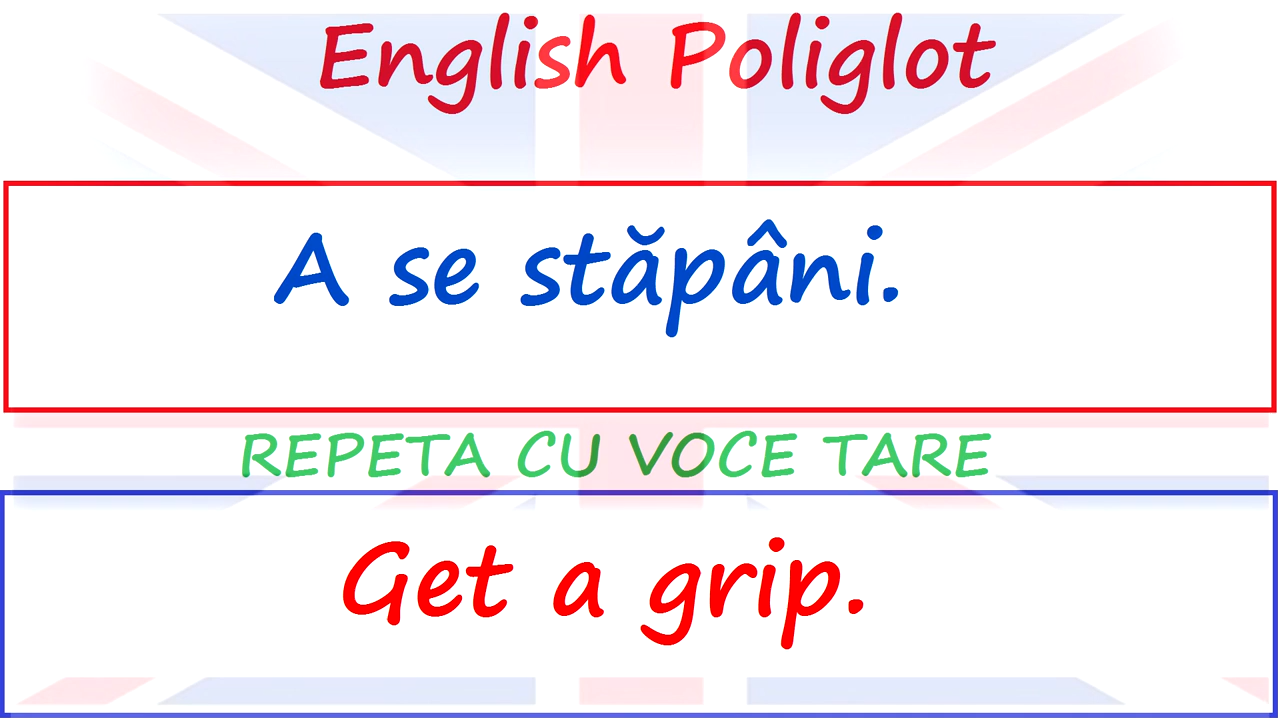 English Poliglot
A se stăpâni.
REPETA CU VOCE TARE
Get a grip.